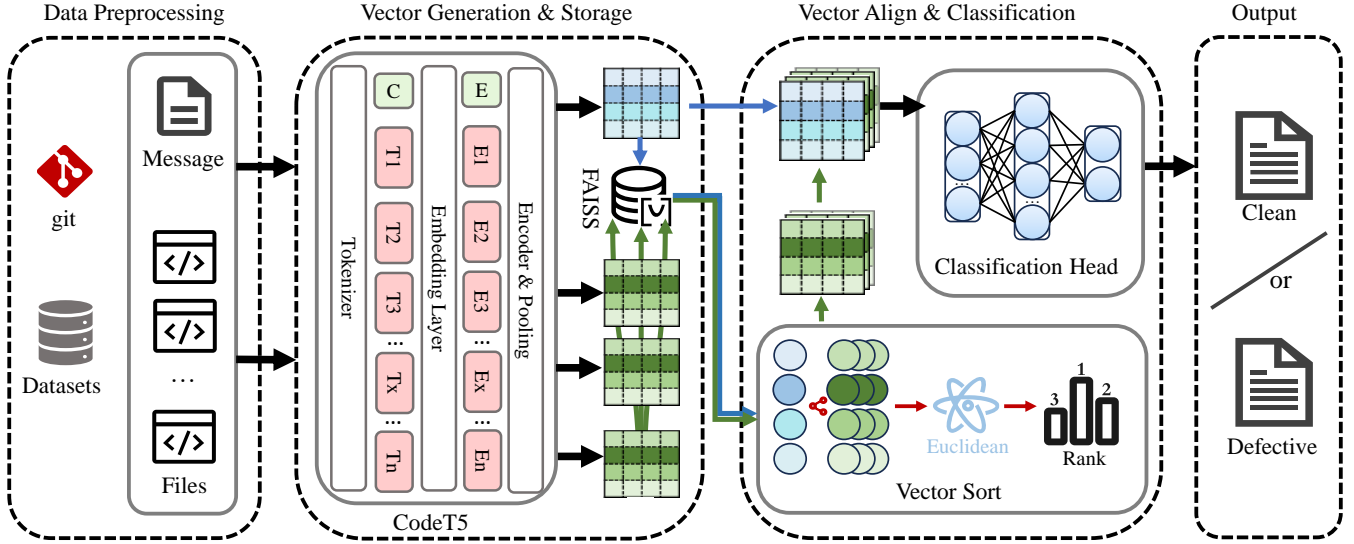 Data Preprocessing
Vector Generation & Storage
Vector Align & Classification
Output
git
Datasets
Message
</>
</>
...
</>
Files
Tokenizer
C
T1
T2
T3
...
Tx
...
Tn
Embedding Layer
E
E1
E2
E3
...
Ex
...
En
Encoder & Pooling
CodeT5
FAISS
...
...
Classification Head
Euclidean
3
1
2
Rank
Vector Sort
Clean
or
Defective